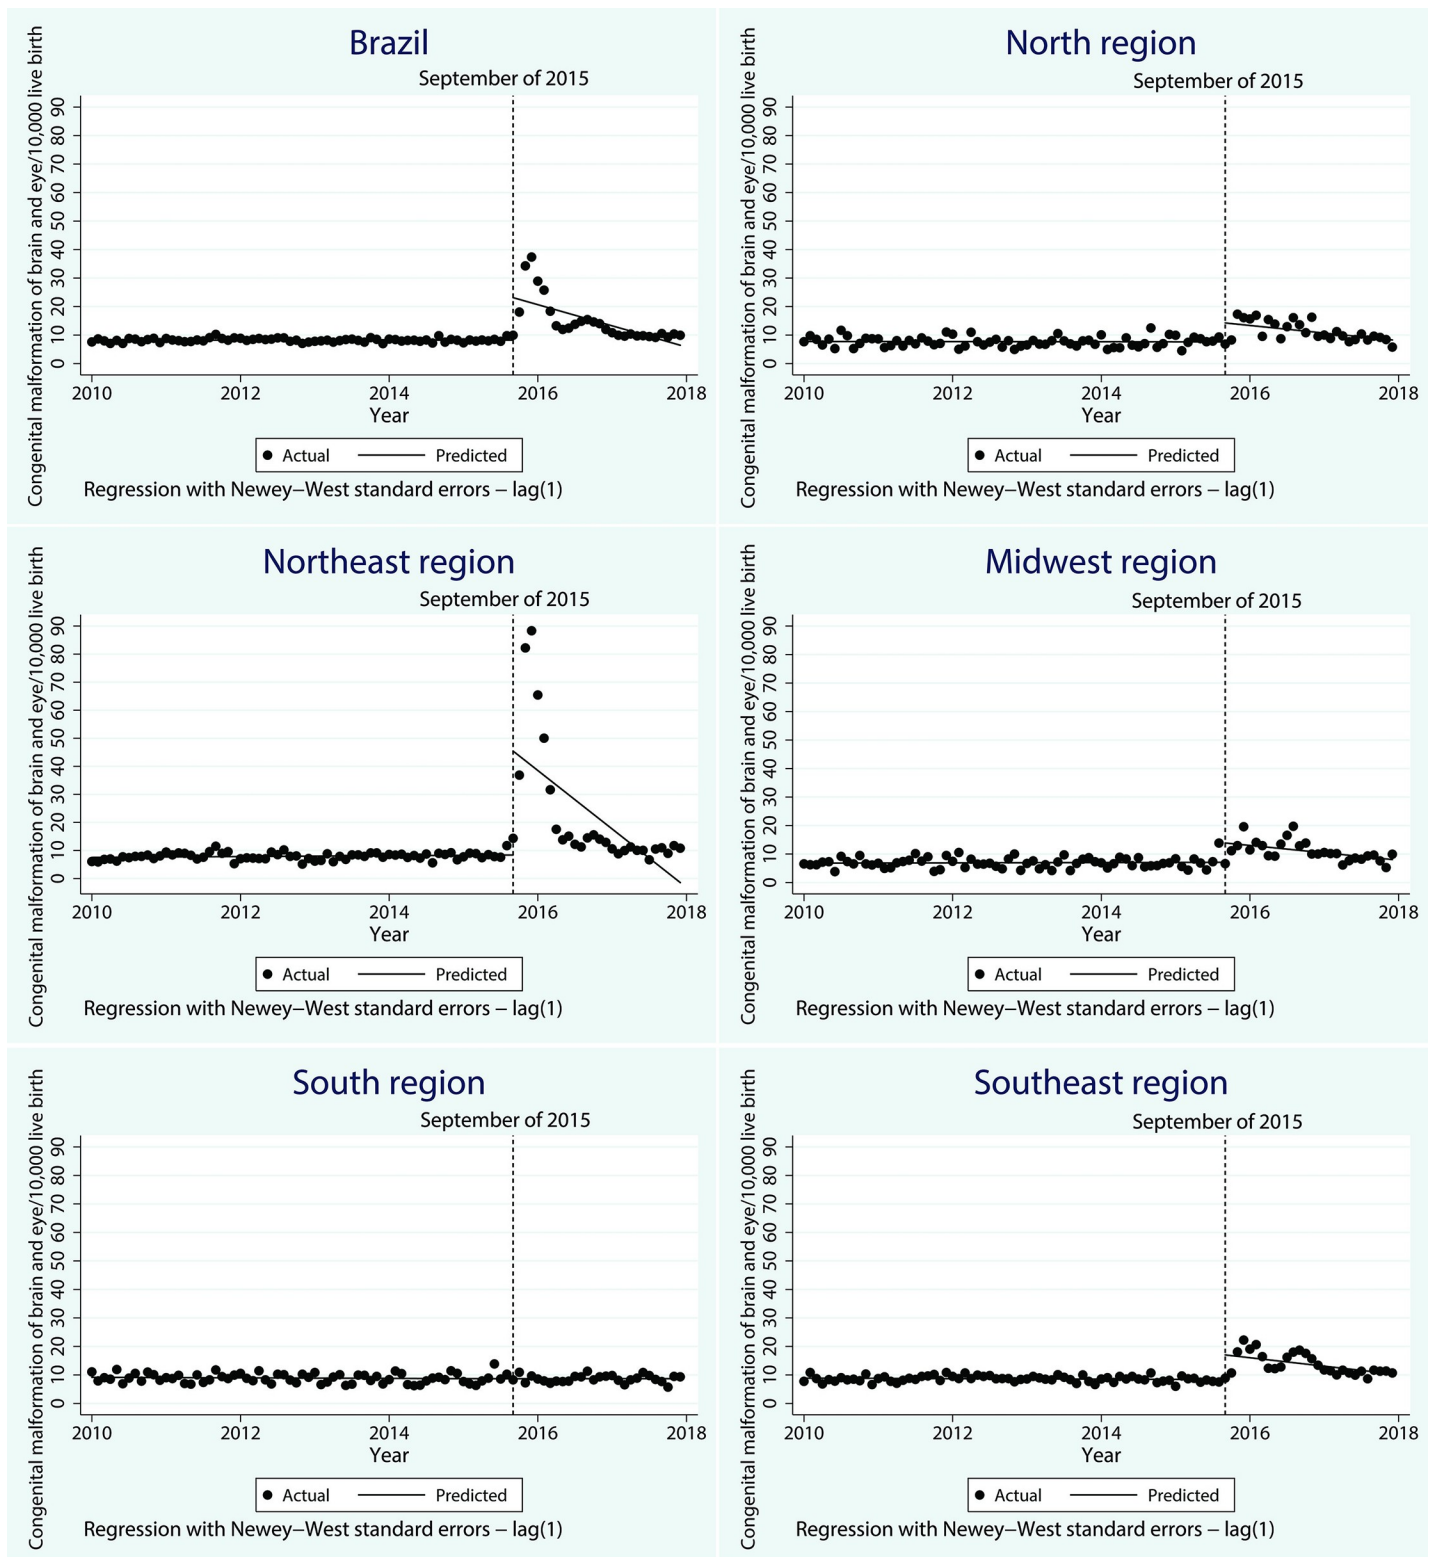 Brazil
September of 2015
Congenital malformation of brain and eye/10,000 live birth
90
80
70
60
50
40
30
20
10
0
2010 2012 2014 2016 2018
Year
Actual Predicted
Regression with Newey–West standard errors – lag(1)
North region
September of 2015
Congenital malformation of brain and eye/10,000 live birth
90
80
70
60
50
40
30
20
10
0
2010 2012 2014 2016 2018
Year
Actual Predicted
Regression with Newey–West standard errors – lag(1)
Northeast region
September of 2015
Congenital malformation of brain and eye/10,000 live birth
90
80
70
60
50
40
30
20
10
0
2010 2012 2014 2016 2018
Year
Actual Predicted
Regression with Newey–West standard errors – lag(1)
Midwest region
September of 2015
Congenital malformation of brain and eye/10,000 live birth
90
80
70
60
50
40
30
20
10
0
2010 2012 2014 2016 2018
Year
Actual Predicted
Regression with Newey–West standard errors – lag(1)
South region
September of 2015
Congenital malformation of brain and eye/10,000 live birth
90
80
70
60
50
40
30
20
10
0
2010 2012 2014 2016 2018
Year
Actual Predicted
Regression with Newey–West standard errors – lag(1)
Southeast region
September of 2015
Congenital malformation of brain and eye/10,000 live birth
90
80
70
60
50
40
30
20
10
0
2010 2012 2014 2016 2018
Year
Actual Predicted
Regression with Newey–West standard errors – lag(1)